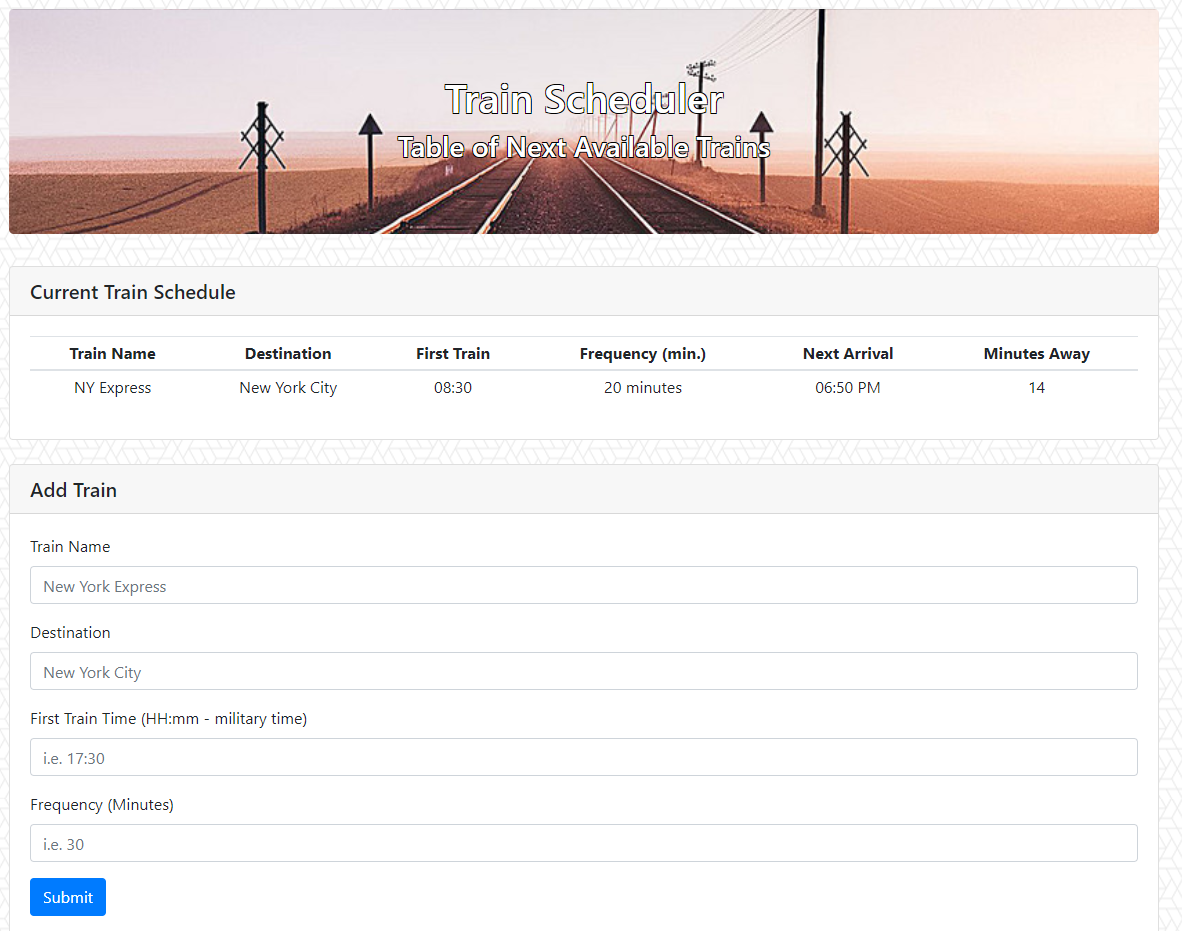 Train Scheduler
Table of Next Available Trains
Current Train Schedule
Train Name Destination First Train Frequency (min.) Next Arrival Minutes Away
NY Express New York City 08:30 20 minutes 06:50 PM 14
Add Train
Train Name
New York Express
Destination
New York City
First Train Time (HH:mm - military time)
i.e. 17:30
Frequency (Minutes)
i.e. 30
Submit